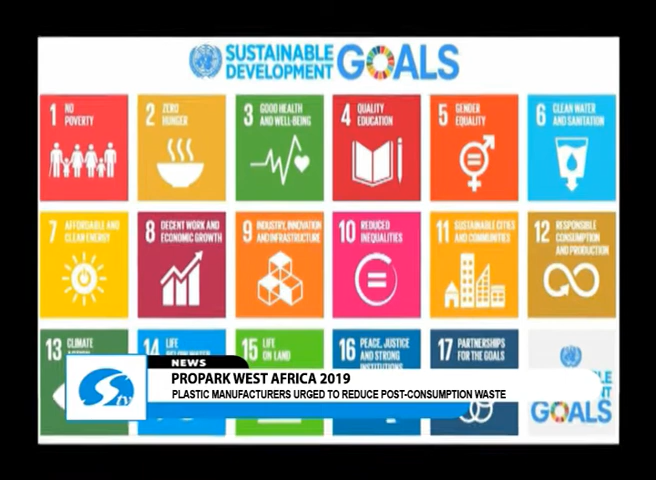 SUSTAINABLE
DEVELOPMENT
GOALS
1 NO
POVERTY
2 ZERO
HUNGER
3 GOOD HEALTH
AND WELL-BEING
4 QUALITY
EDUCATION
5 GENDER
EQUALITY
6 CLEAN WATER
AND SANITATION
7 AFFORDABLE AND
CLEAN ENERGY
8 DECENT WORK AND
ECONOMIC GROWTH
9 INDUSTRY, INNOVATION
AND INFRASTRUCTURE
10 REDUCED
INEQUALITIES
11 SUSTAINABLE CITIES
AND COMMUNITIES
12 RESPONSIBLE
CONSUMPTION
AND PRODUCTION
13 CLIMATE
14 LIFE
BELOW WATER
15 LIFE
ON LAND
16 PEACE, JUSTICE
AND STRONG
INSTITUTIONS
17 PARTNERSHIPS
FOR THE GOALS
GOALS
NEWS
PROPARK WEST AFRICA 2019
PLASTIC MANUFACTURERS URGED TO REDUCE POST-CONSUMPTION WASTE